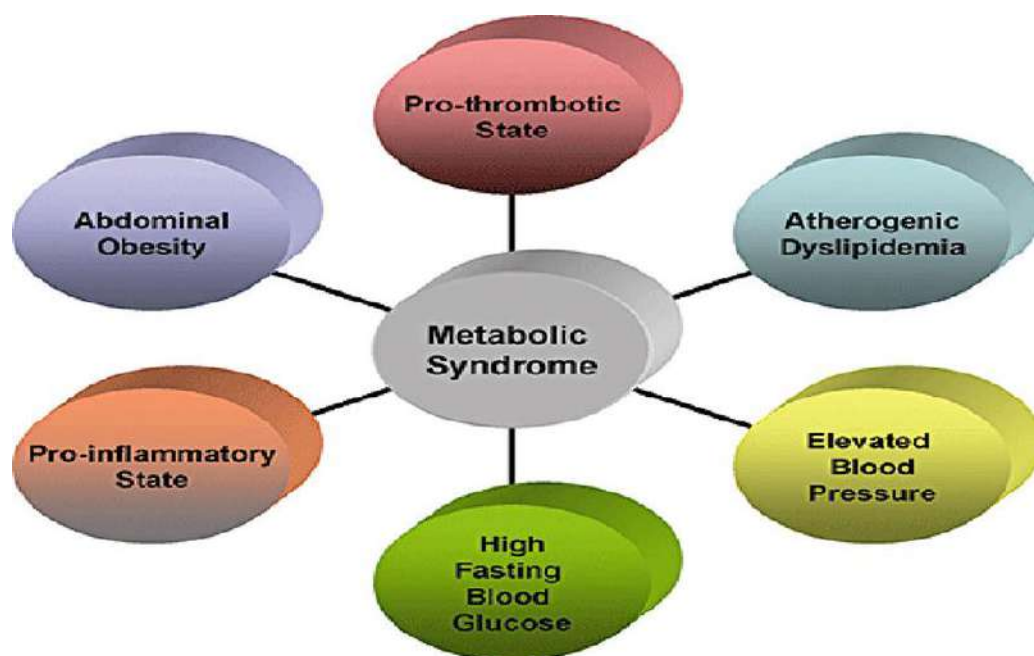 Pro-thrombotic
State
Abdominal
Obesity
Atherogenic
Dyslipidemia
Metabolic
Syndrome
Pro-inflammatory
State
Elevated
Blood
Pressure
High
Fasting
Blood
Glucose